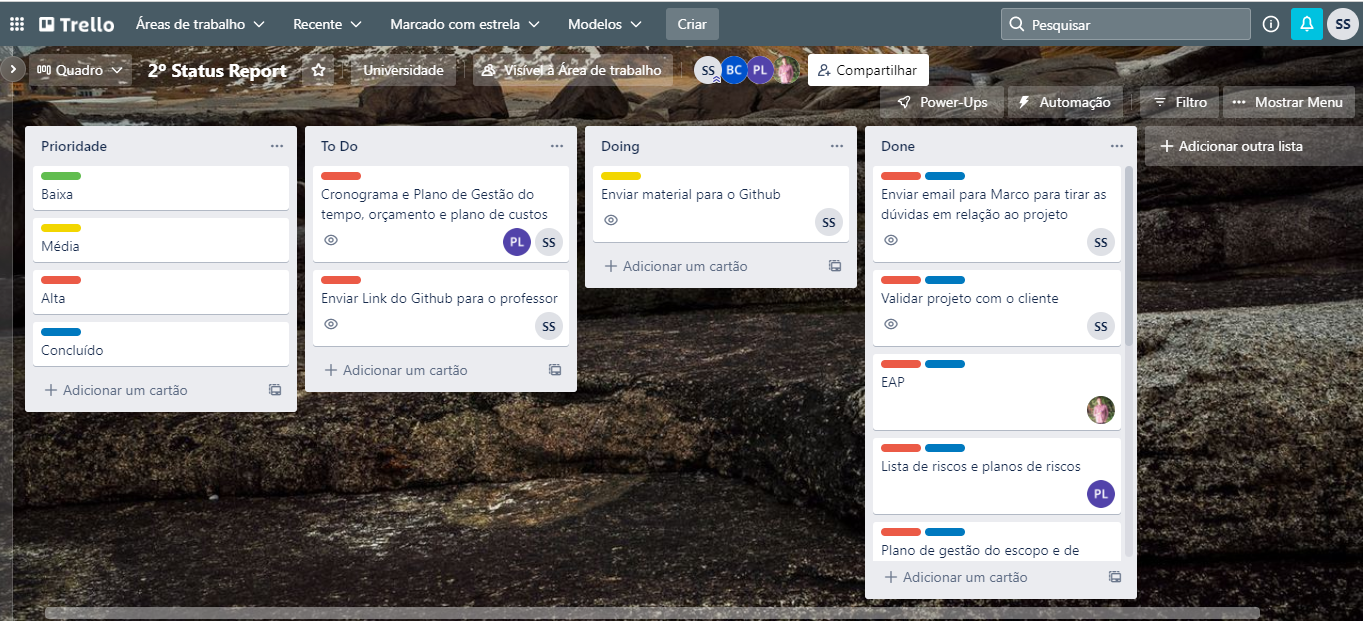 Trello
Áreas de trabalho
Recente
Marcado com estrela
Modelos
Criar
Pesquisar
SS
Quadro
2º Status Report
Universidade
Visível à Área de trabalho
SS
BC
PL
Compartilhar
Power-Ups
Automação
Filtro
Mostrar Menu
Prioridade
Baixa
Média
Alta
Concluído
Adicionar um cartão
To Do
Cronograma e Plano de Gestão do
tempo, orçamento e plano de custos
PL
SS
Enviar Link do Github para o professor
SS
Adicionar um cartão
Doing
Enviar material para o Github
SS
Adicionar um cartão
Done
Enviar email para Marco para tirar as
dúvidas em relação ao projeto
SS
Validar projeto com o cliente
SS
EAP
Lista de riscos e planos de riscos
PL
Plano de gestão do escopo e de
Adicionar um cartão
Adicionar outra lista